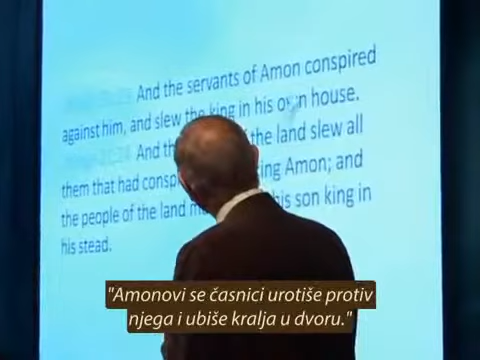 And the servants of Amon conspired
against him, and slew the king in his own house.
And th the land slew all
them that had consp ing Amon; and
the people of the land m his son king in
his stead.
"Amonovi se časnici urotiše protiv
njega i ubiše kralja u dvoru."